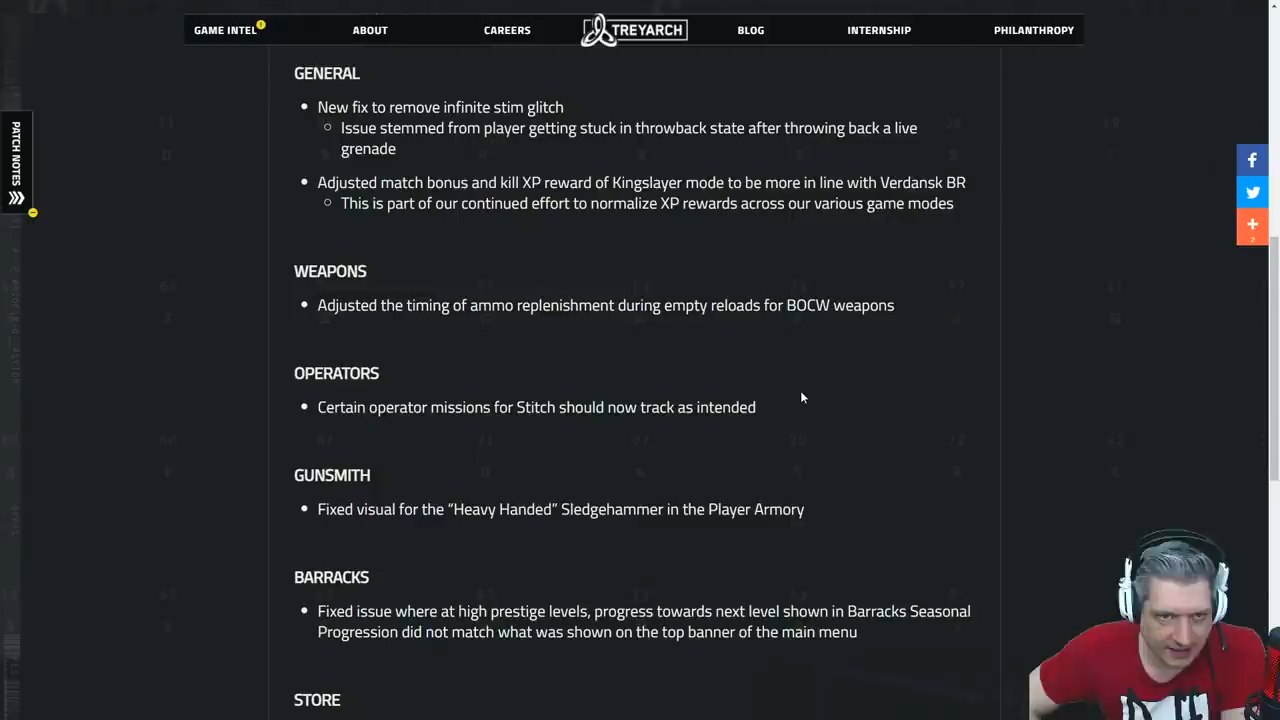 GAME INTEL
ABOUT
CAREERS
TREYARCH
BLOG
INTERNSHIP
PHILANTHROPY
PATCH NOTES
GENERAL
New fix to remove infinite stim glitch
Issue stemmed from player getting stuck in throwback state after throwing back a live
grenade
Adjusted match bonus and kill XP reward of Kingslayer mode to be more in line with Verdansk BR
This is part of our continued effort to normalize XP rewards across our various game modes
2
WEAPONS
Adjusted the timing of ammo replenishment during empty reloads for BOCW weapons
OPERATORS
Certain operator missions for Stitch should now track as intended
GUNSMITH
Fixed visual for the “Heavy Handed” Sledgehammer in the Player Armory
BARRACKS
Fixed issue where at high prestige levels, progress towards next level shown in Barracks Seasonal
Progression did not match what was shown on the top banner of the main menu
STORE